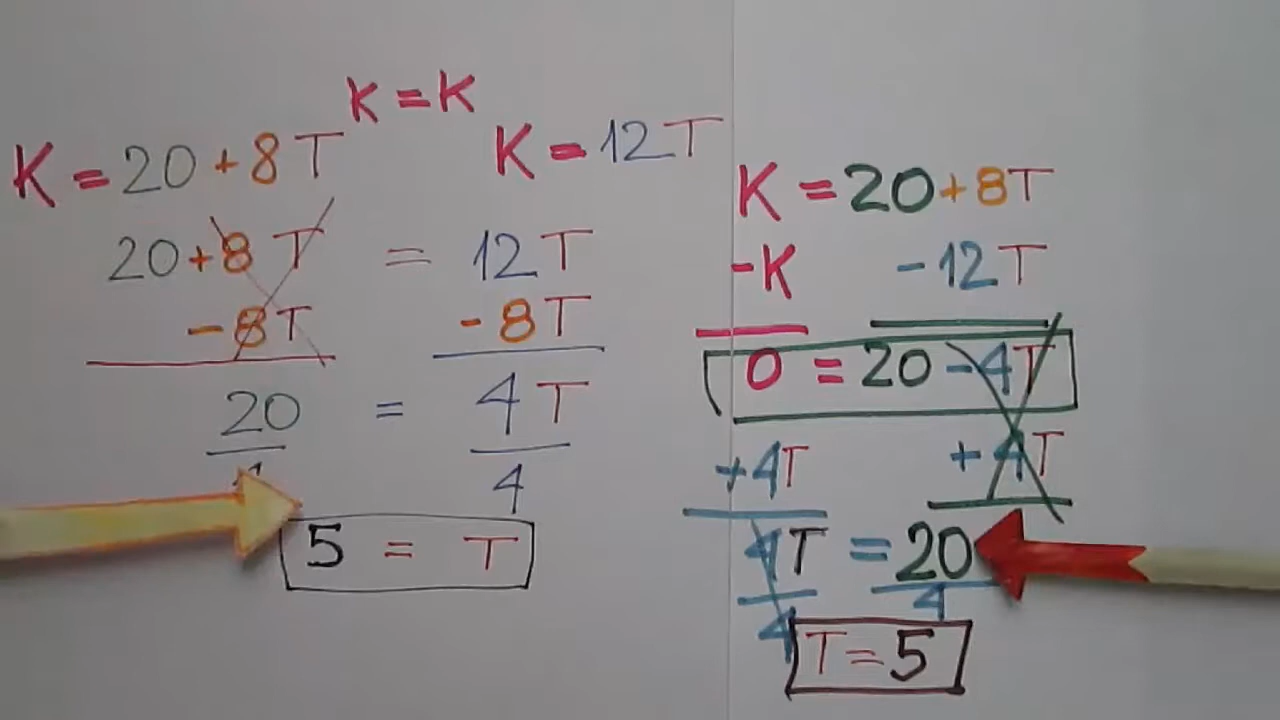 K = K
K = 20 + 8T
K = 12T
20 + 8T = 12T
- 8T - 8T
20 = 4T
4 4
5 = T
K = 20 + 8T
- K - 12T
0 = 20 - 4T
+ 4T + 4T
4T = 20
4 4
T = 5